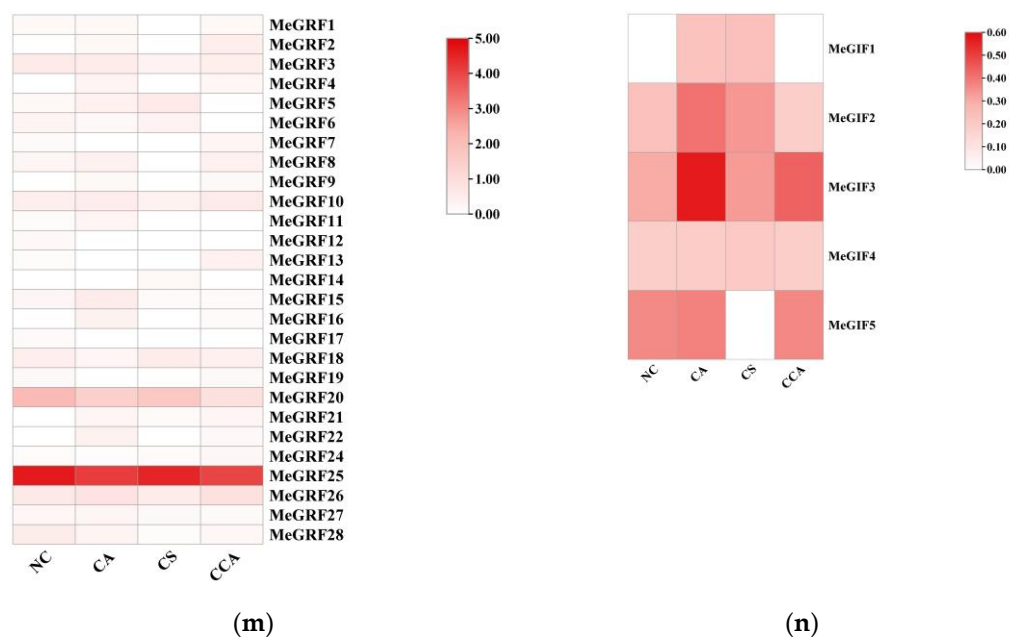 MeGRF1
MeGRF2
MeGRF3
MeGRF4
MeGRF5
MeGRF6
MeGRF7
MeGRF8
MeGRF9
MeGRF10
MeGRF11
MeGRF12
MeGRF13
MeGRF14
MeGRF15
MeGRF16
MeGRF17
MeGRF18
MeGRF19
MeGRF20
MeGRF21
MeGRF22
MeGRF24
MeGRF25
MeGRF26
MeGRF27
MeGRF28
NC CA CS CCA
5.00
4.00
3.00
2.00
1.00
0.00
(m)
MeGIF1
MeGIF2
MeGIF3
MeGIF4
MeGIF5
NC CA CS CCA
0.60
0.50
0.40
0.30
0.20
0.10
0.00
(n)